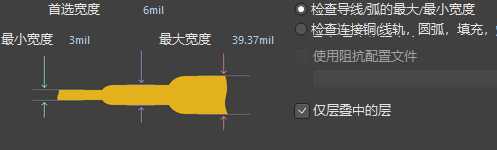 首选宽度 6mil
最小宽度 3mil 最大宽度 39.37mil
检查导线/弧的最大/最小宽度
检查连接铜(线轨，圆弧，填充，
使用阻抗配置文件
仅层叠中的层